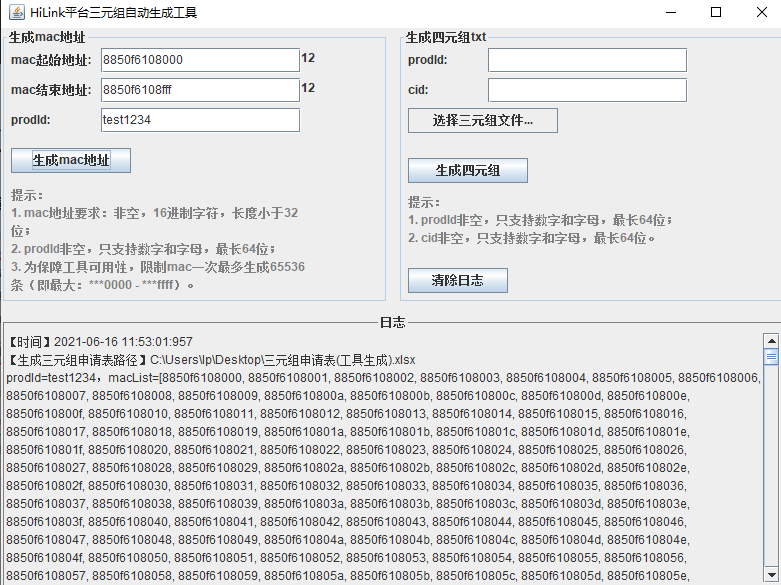 HiLink平台三元组自动生成工具
生成mac地址
mac起始地址: 8850f6108000 12
mac结束地址: 8850f6108fff 12
prodId: test1234
生成mac地址
提示：
1. mac地址要求：非空，16进制字符，长度小于32
位；
2. prodId非空，只支持数字和字母，最长64位；
3. 为保障工具可用性，限制mac一次最多生成65536
条（即最大：***0000 - ***ffff）。
生成四元组txt
prodId:
cid:
选择三元组文件...
生成四元组
提示：
1. prodId非空，只支持数字和字母，最长64位；
2. cid非空，只支持数字和字母，最长64位。
清除日志
日志
【时间】2021-06-16 11:53:01:957
【生成三元组申请表路径】C:\Users\lp\Desktop\三元组申请表(工具生成).xlsx
prodId=test1234，macList=[8850f6108000, 8850f6108001, 8850f6108002, 8850f6108003, 8850f6108004, 8850f6108005, 8850f6108006,
8850f6108007, 8850f6108008, 8850f6108009, 8850f610800a, 8850f610800b, 8850f610800c, 8850f610800d, 8850f610800e,
8850f610800f, 8850f6108010, 8850f6108011, 8850f6108012, 8850f6108013, 8850f6108014, 8850f6108015, 8850f6108016,
8850f6108017, 8850f6108018, 8850f6108019, 8850f610801a, 8850f610801b, 8850f610801c, 8850f610801d, 8850f610801e,
8850f610801f, 8850f6108020, 8850f6108021, 8850f6108022, 8850f6108023, 8850f6108024, 8850f6108025, 8850f6108026,
8850f6108027, 8850f6108028, 8850f6108029, 8850f610802a, 8850f610802b, 8850f610802c, 8850f610802d, 8850f610802e,
8850f610802f, 8850f6108030, 8850f6108031, 8850f6108032, 8850f6108033, 8850f6108034, 8850f6108035, 8850f6108036,
8850f6108037, 8850f6108038, 8850f6108039, 8850f610803a, 8850f610803b, 8850f610803c, 8850f610803d, 8850f610803e,
8850f610803f, 8850f6108040, 8850f6108041, 8850f6108042, 8850f6108043, 8850f6108044, 8850f6108045, 8850f6108046,
8850f6108047, 8850f6108048, 8850f6108049, 8850f610804a, 8850f610804b, 8850f610804c, 8850f610804d, 8850f610804e,
8850f610804f, 8850f6108050, 8850f6108051, 8850f6108052, 8850f6108053, 8850f6108054, 8850f6108055, 8850f6108056,
8850f6108057, 8850f6108058, 8850f6108059, 8850f610805a, 8850f610805b, 8850f610805c, 8850f610805d, 8850f610805e,